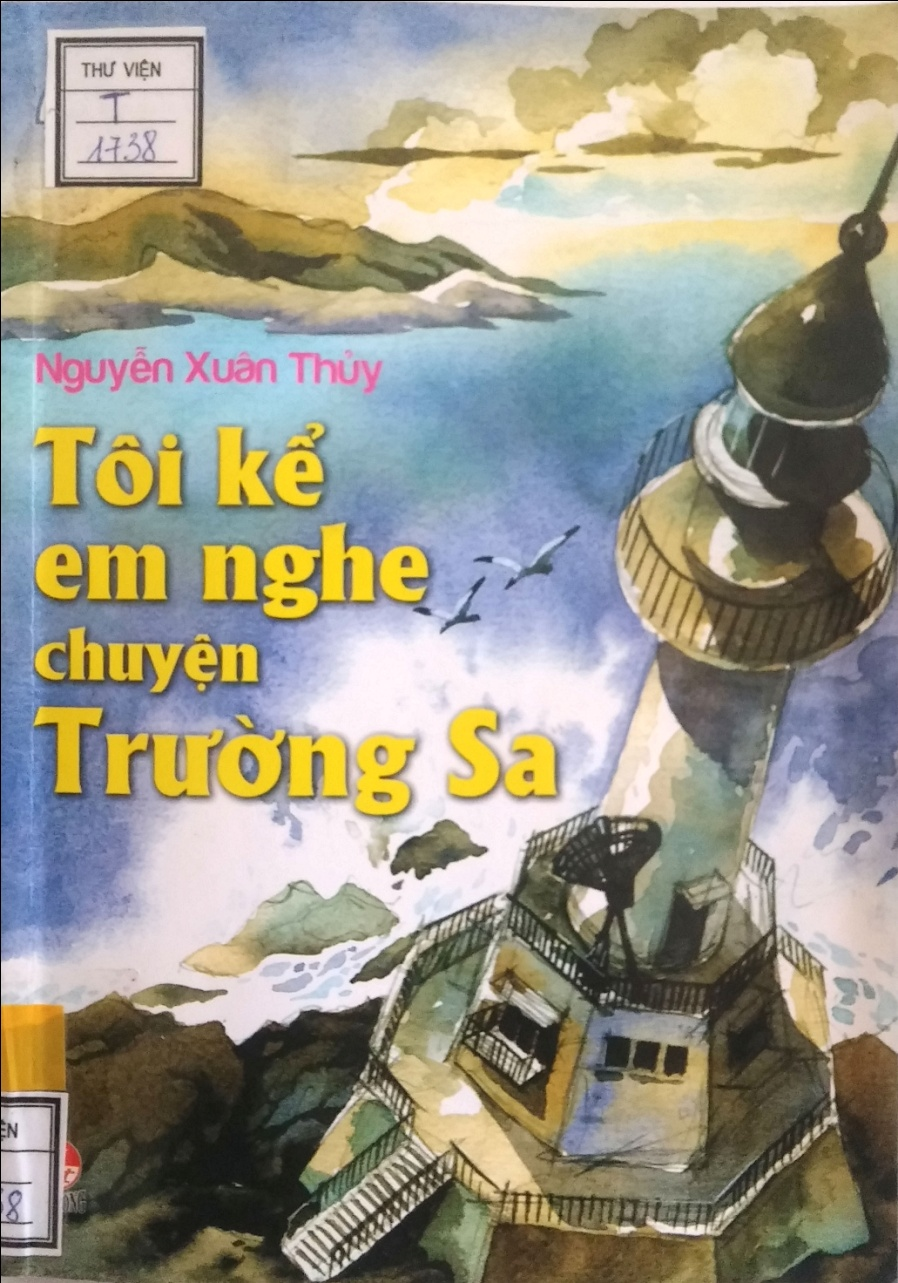 THƯ VIỆN
T
1738
Nguyễn Xuân Thủy
Tôi kể
em nghe
chuyện
Trường Sa